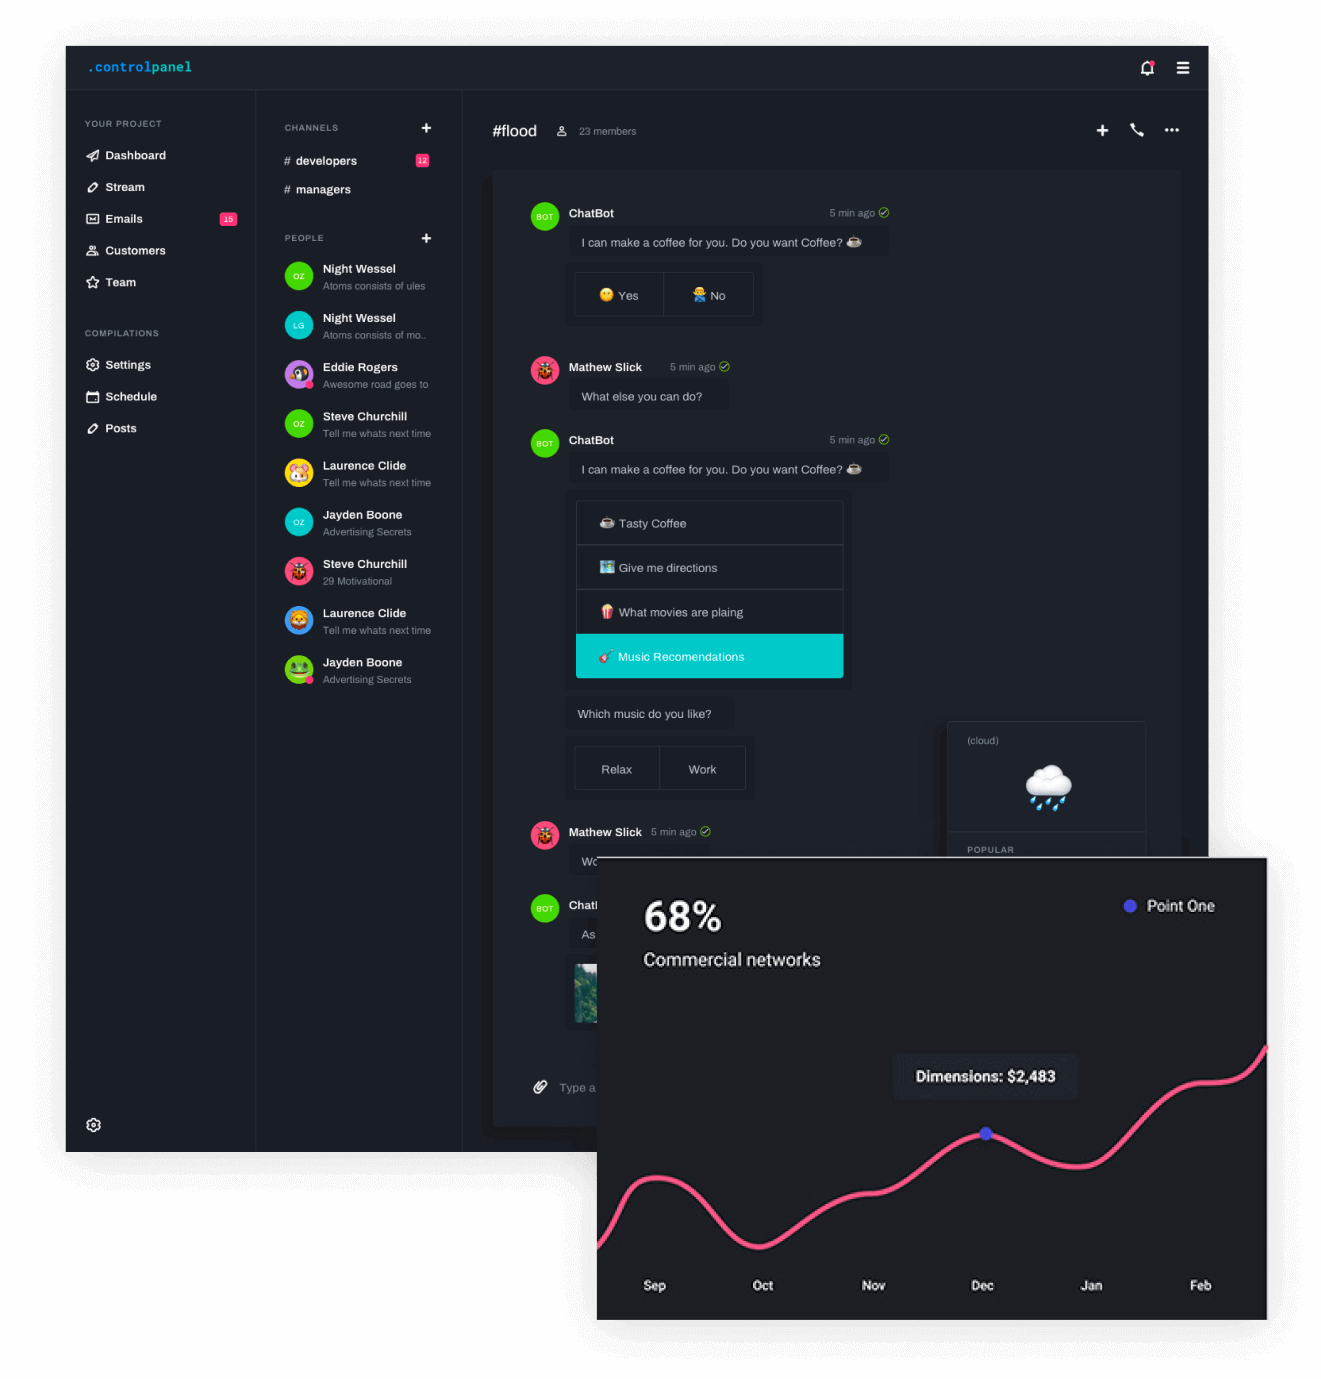 .controlpanel
YOUR PROJECT
Dashboard
Stream
Emails 15
Customers
Team
COMPILATIONS
Settings
Schedule
Posts
CHANNELS
# developers 12
# managers
PEOPLE
OZ
Night Wessel
Atoms consists of ules
LG
Night Wessel
Atoms consists of mo..
Eddie Rogers
Awesome road goes to
OZ
Steve Churchill
Tell me whats next time
Laurence Clide
Tell me whats next time
OZ
Jayden Boone
Advertising Secrets
Steve Churchill
29 Motivational
Laurence Clide
Tell me whats next time
Jayden Boone
Advertising Secrets
#flood 23 members
BOT
ChatBot 5 min ago
I can make a coffee for you. Do you want Coffee?
Yes No
Mathew Slick 5 min ago
What else you can do?
BOT
ChatBot 5 min ago
I can make a coffee for you. Do you want Coffee?
Tasty Coffee
Give me directions
What movies are plaing
Music Recomendations
Which music do you like?
Relax Work
Mathew Slick 5 min ago
BOT
As
Type a
(cloud)
POPULAR
68%
Commercial networks
Point One
Dimensions: $2,483
Sep Oct Nov Dec Jan Feb